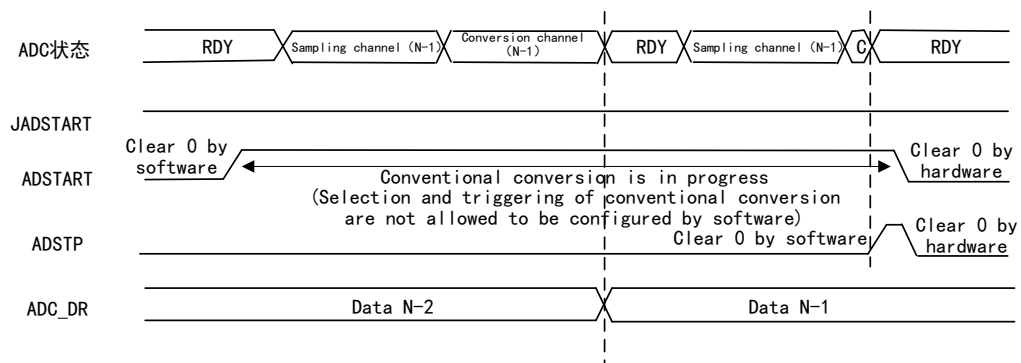 ADC状态
RDY
Sampling channel (N-1)
Conversion channel
(N-1)
RDY
Sampling channel (N-1)
C
RDY
JADSTART
Clear 0 by
software
Clear 0 by
hardware
ADSTART
Conventional conversion is in progress
(Selection and triggering of conventional conversion
are not allowed to be configured by software)
ADSTP
Clear 0 by software
Clear 0 by
hardware
ADC_DR
Data N-2
Data N-1